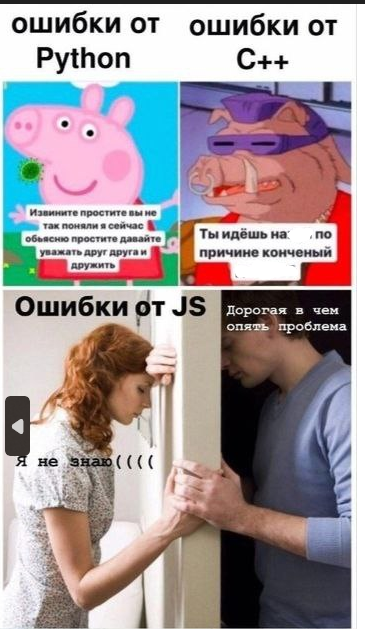 ошибки от
Python
ошибки от
C++
Извините простите вы не
так поняли я сейчас
обьясню простите давайте
уважать друг друга и
дружить
Ты идёшь на , по
причине конченый
Ошибки от JS
Дорогая в чем
опять проблема
Я не знаю((((